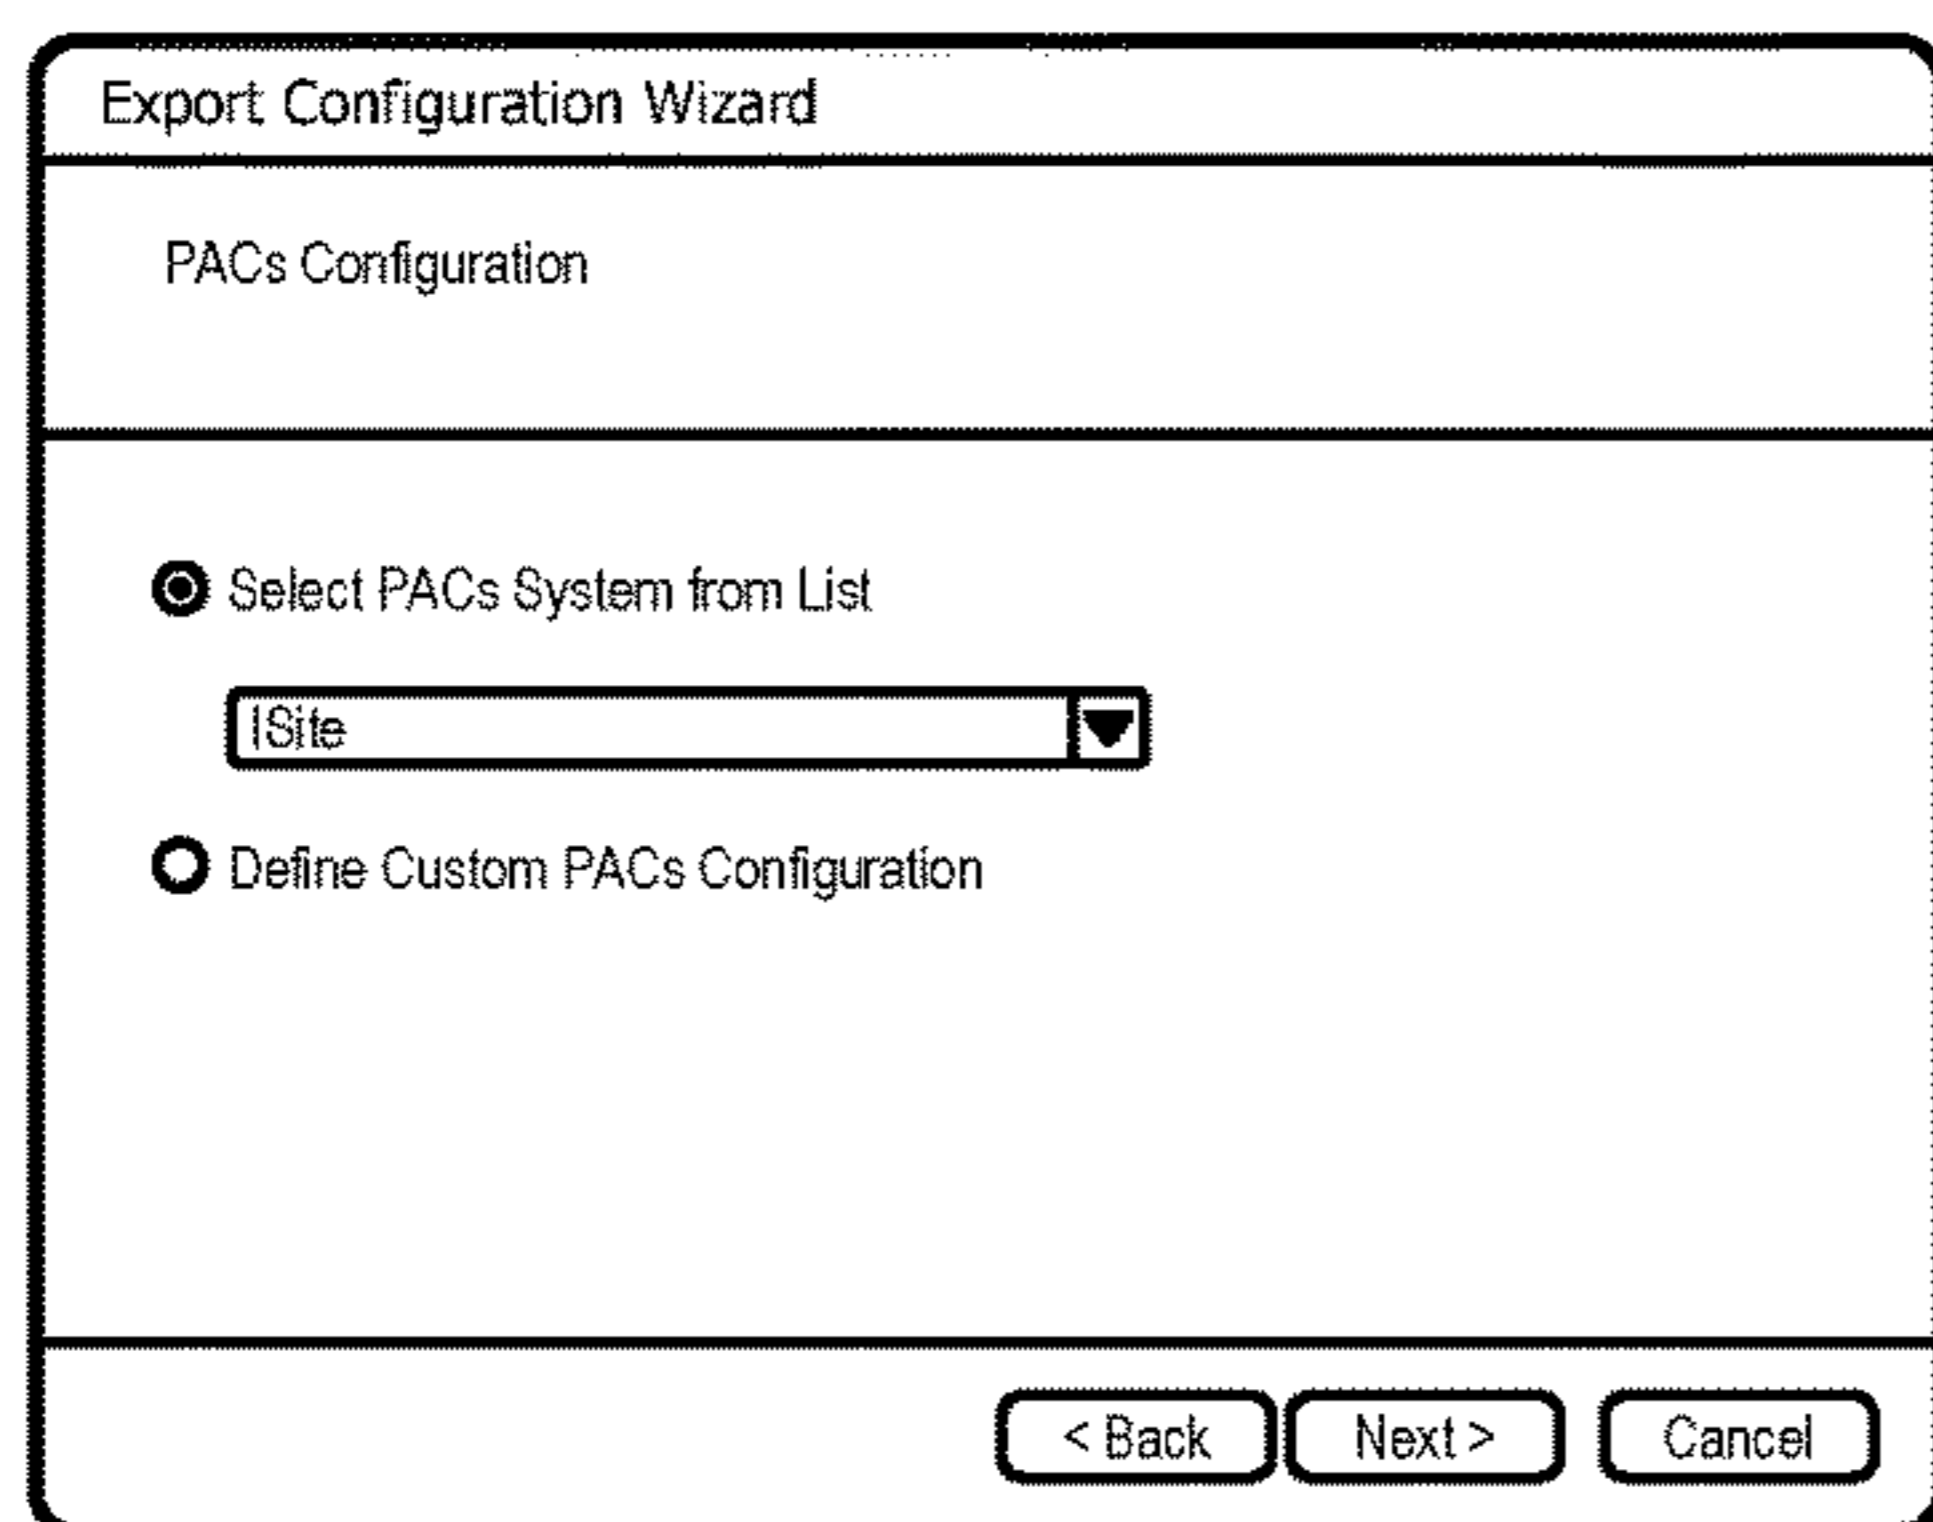 Export Configuration Wizard
PACs Configuration
Select PACs System from List
ISite
Define Custom PACs Configuration
< Back Next > Cancel